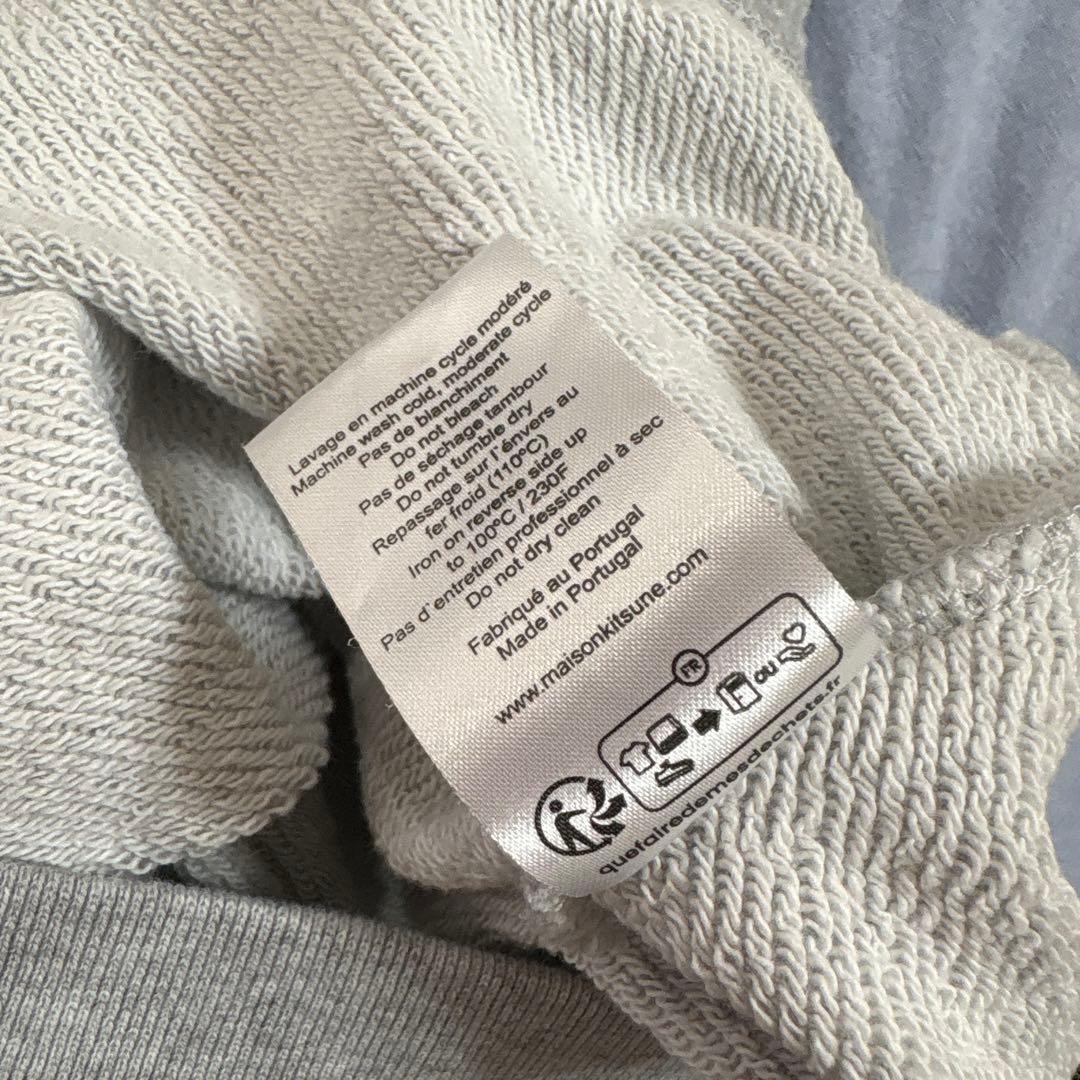 Lavage en machine cycle modéré
Machine wash cold, moderate cycle
Pas de blanchiment
Do not bleach
Pas de séchage tambour
Do not tumble dry
Repassage sur l'énvers au
fer froid (110ºC)
Iron on reverse side up
to 100ºC / 230F
Pas d'entretien professionnel à sec
Do not dry clean
Fabriqué au Portugal
Made in Portugal
www.maisonkitsune.com
FR
ou
quefairedemesdechets.fr